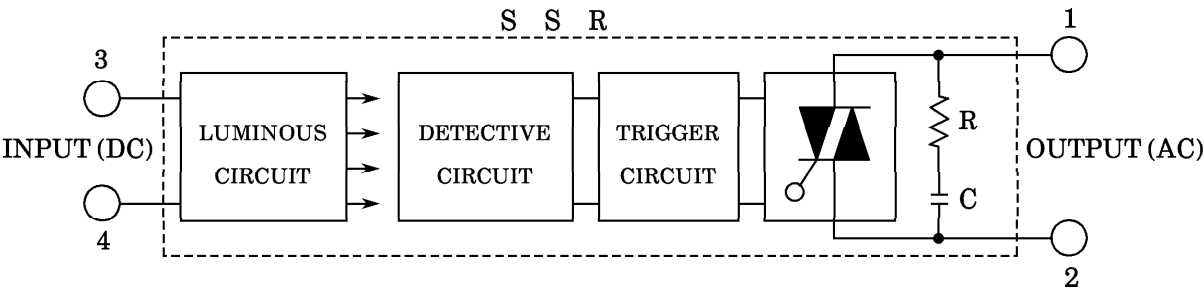 S S R
1
3
LUMINOUS
CIRCUIT
DETECTIVE
CIRCUIT
TRIGGER
CIRCUIT
R
C
INPUT (DC)
OUTPUT (AC)
4
2